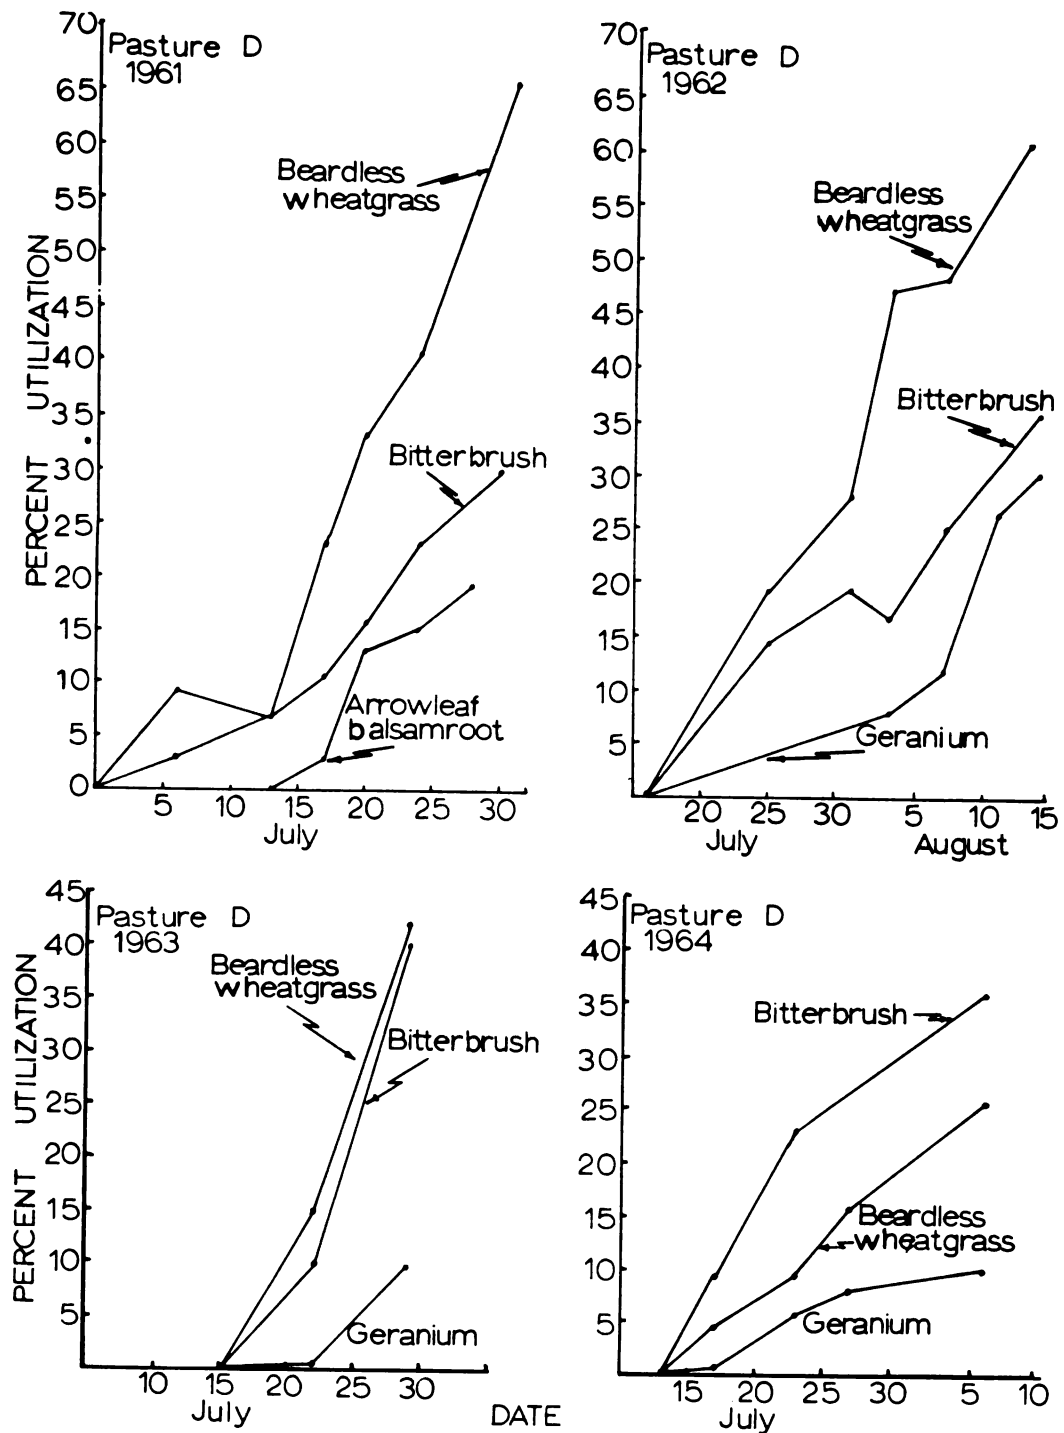 Pasture D
1961
70
65
60
55
50
45
40
35
30
25
20
15
10
5
0
PERCENT UTILIZATION
Beardless
wheatgrass
Bitterbrush
Arrowleaf
balsamroot
5 10 15 20 25 30
July
Pasture D
1962
70
65
60
55
50
45
40
35
30
25
20
15
10
5
Beardless
wheatgrass
Bitterbrush
Geranium
20 25 30 5 10 15
July August
Pasture D
1963
45
40
35
30
25
20
15
10
5
PERCENT UTILIZATION
Beardless
wheatgrass
Bitterbrush
Geranium
10 15 20 25 30
July
DATE
Pasture D
1964
45
40
35
30
25
20
15
10
5
Bitterbrush
Beardless
wheatgrass
Geranium
15 20 25 30 5 10
July